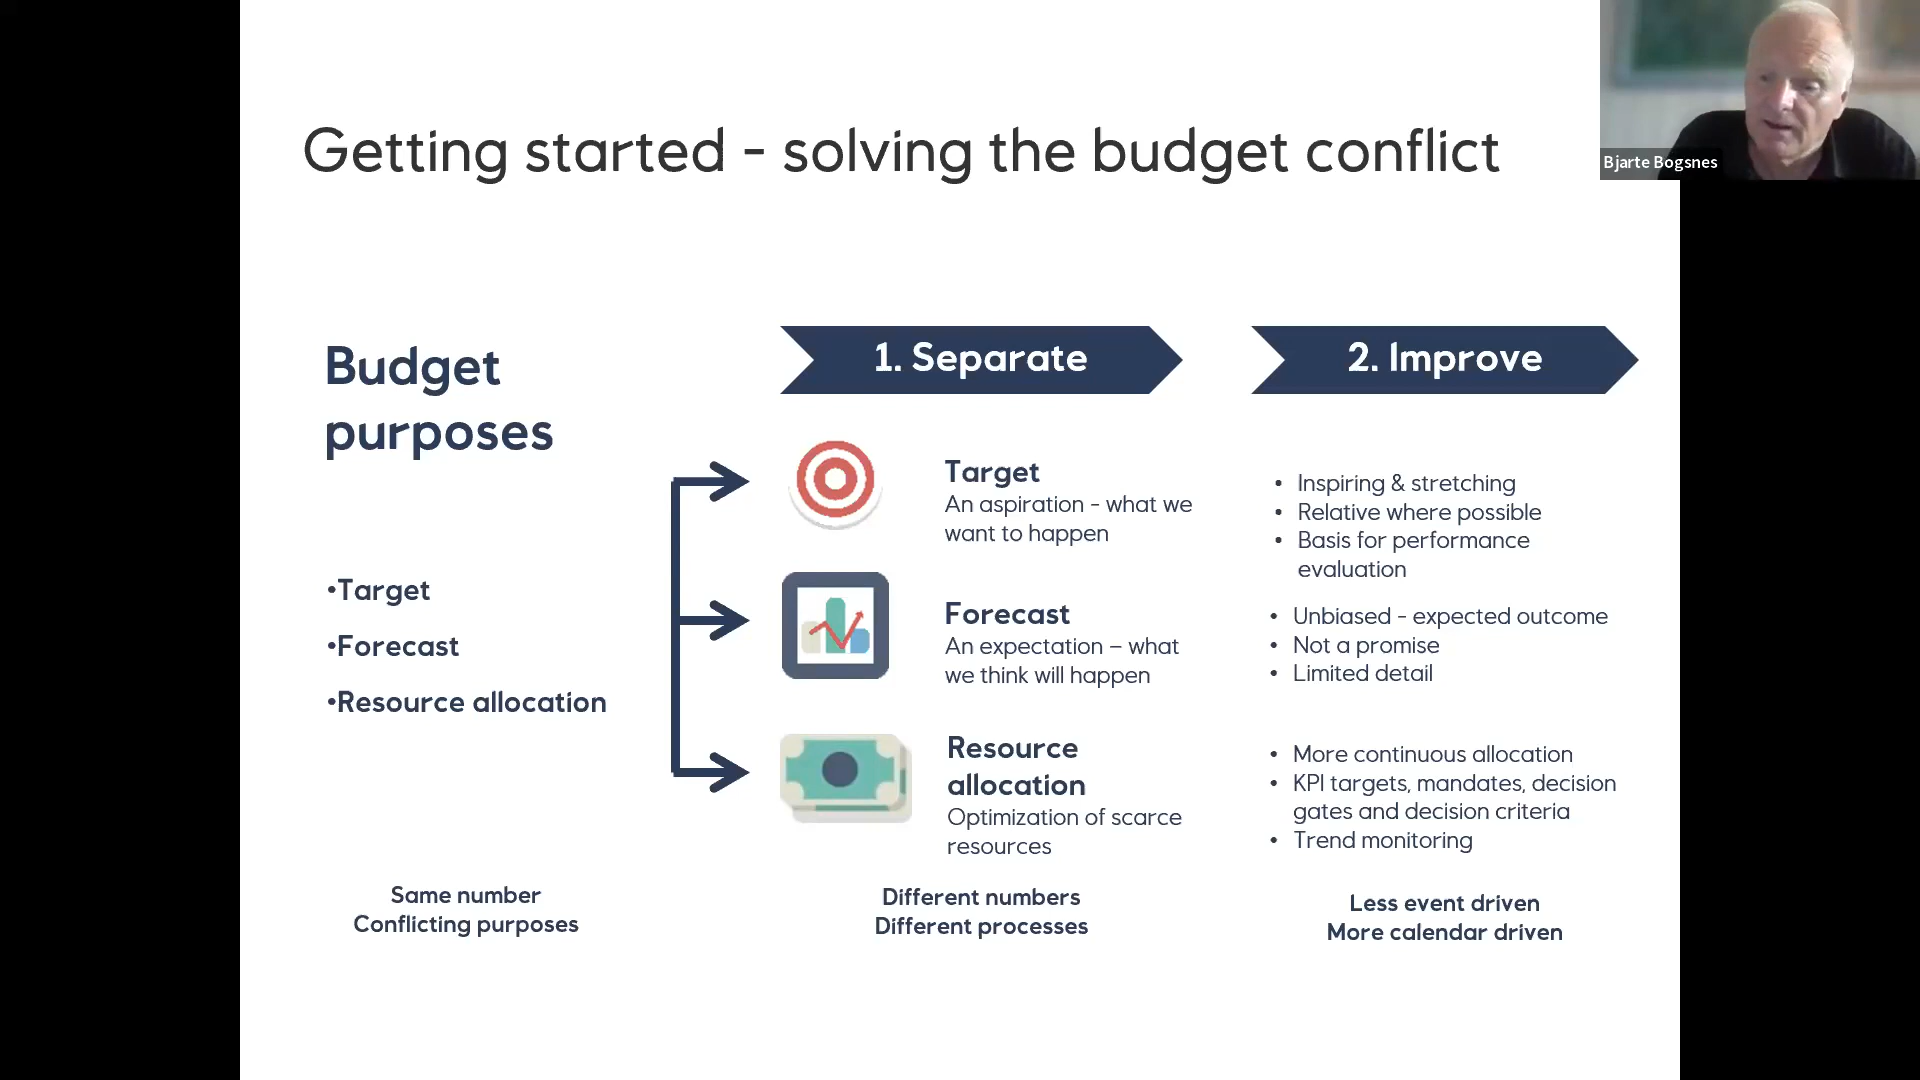 Getting started - solving the budget conflict
Bjarte Bogsnes
Budget
purposes
•Target
•Forecast
•Resource allocation
Same number
Conflicting purposes
1. Separate
Target
An aspiration - what we
want to happen
Forecast
An expectation – what
we think will happen
Resource
allocation
Optimization of scarce
resources
Different numbers
Different processes
2. Improve
• Inspiring & stretching
• Relative where possible
• Basis for performance
evaluation
• Unbiased - expected outcome
• Not a promise
• Limited detail
• More continuous allocation
• KPI targets, mandates, decision
gates and decision criteria
• Trend monitoring
Less event driven
More calendar driven